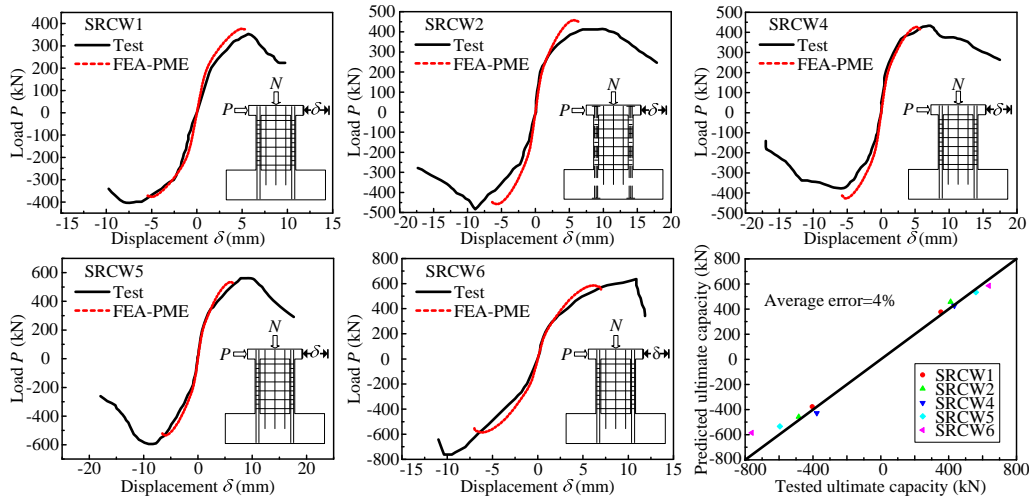 SRCW1
Test
FEA-PME
N
P
δ
Load P (kN)
400
300
200
100
0
-100
-200
-300
-400
-15 -10 -5 0 5 10 15
Displacement δ (mm)
SRCW2
Test
FEA-PME
N
P
δ
Load P (kN)
500
400
300
200
100
0
-100
-200
-300
-400
-500
-20 -15 -10 -5 0 5 10 15 20
Displacement δ (mm)
SRCW4
Test
FEA-PME
N
P
δ
Load P (kN)
500
400
300
200
100
0
-100
-200
-300
-400
-500
-20 -15 -10 -5 0 5 10 15 20
Displacement δ (mm)
SRCW5
Test
FEA-PME
N
P
δ
Load P (kN)
600
400
200
0
-200
-400
-600
-25 -20 -15 -10 -5 0 5 10 15 20 25
Displacement δ (mm)
SRCW6
Test
FEA-PME
N
P
δ
Load P (kN)
800
600
400
200
0
-200
-400
-600
-800
-20 -15 -10 -5 0 5 10 15 20
Displacement δ (mm)
Average error=4%
SRCW1
SRCW2
SRCW4
SRCW5
SRCW6
Predicted ultimate capacity (kN)
800
600
400
200
0
-200
-400
-600
-800
-800 -400 0 400 800
Tested ultimate capacity (kN)